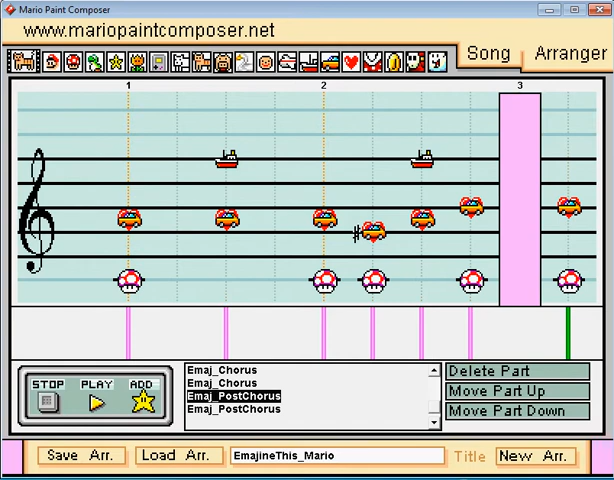 Mario Paint Composer
www.mariopaintcomposer.net
Song
Arranger
1
2
3
STOP
PLAY
ADD
Emaj_Chorus
Emaj_Chorus
Emaj_PostChorus
Emaj_PostChorus
Delete Part
Move Part Up
Move Part Down
Save Arr.
Load Arr.
EmajineThis_Mario
Title
New Arr.